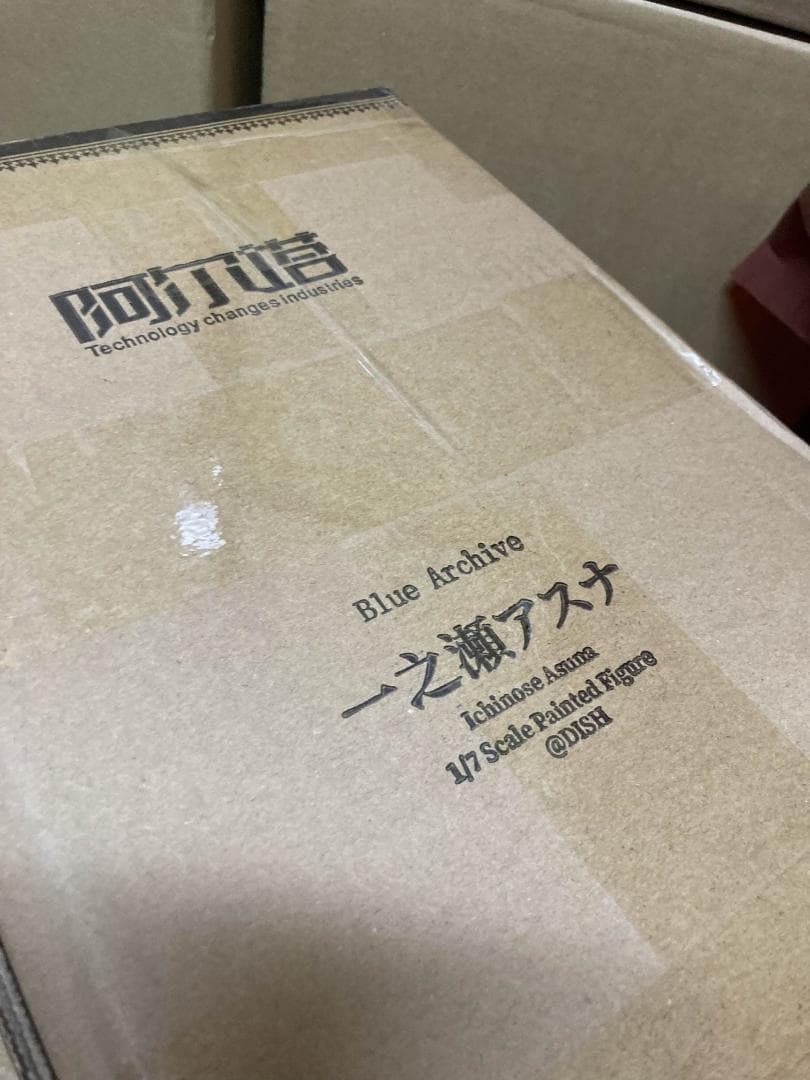 阿尔塔
Technology changes industries
Blue Archive
一之瀬アスナ
Ichinose Asuna
1/7 Scale Painted Figure
@DISH